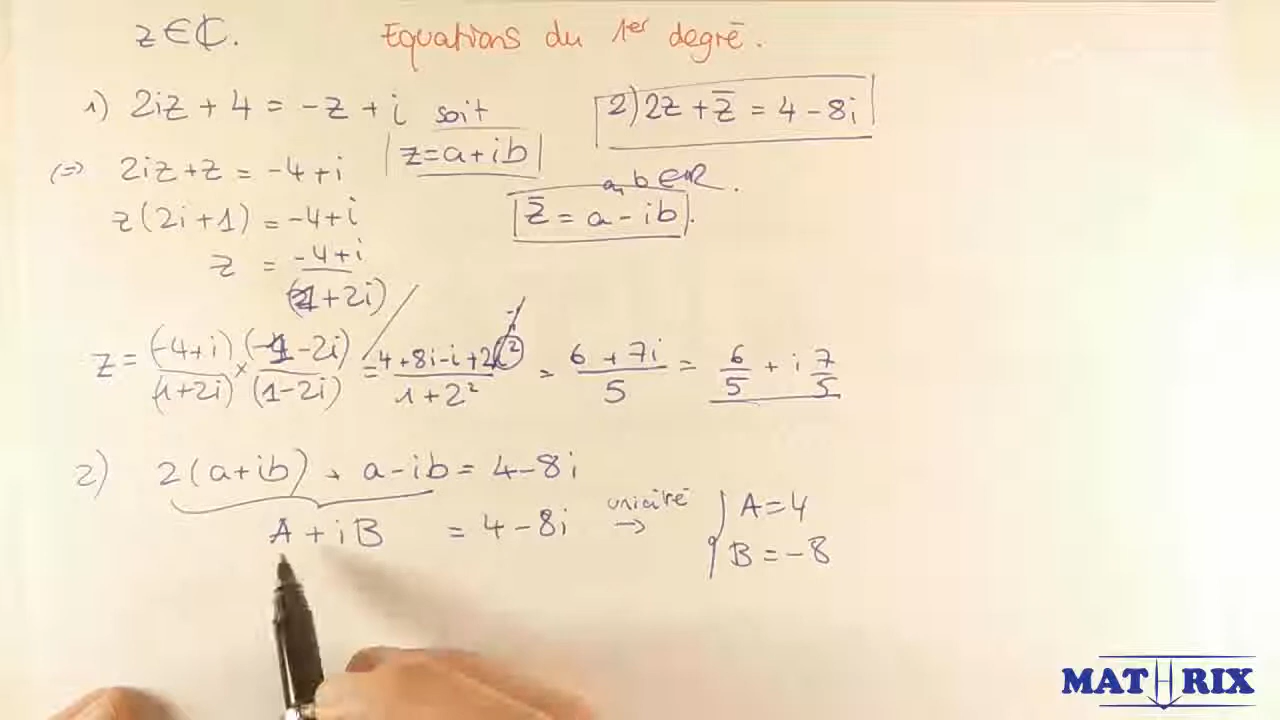 z ∈ ℂ. Equations du 1er degré.
1) 2iz + 4 = -z + i soit 2) 2z + z̄ = 4 - 8i
z = a + ib
(=) 2iz + z = -4 + i
a, b ∈ ℝ.
z(2i + 1) = -4 + i
z̄ = a - ib.
z = (-4 + i)/(1 + 2i)
z = (-4+i)/(1+2i) × (1-2i)/(1-2i) = (-4+8i+i-2i²)/(1+2²) = (6 + 7i)/5 = 6/5 + i 7/5
2) 2(a+ib) + a-ib = 4-8i
A + iB = 4 - 8i unicité → A = 4
B = -8
MATHRIX